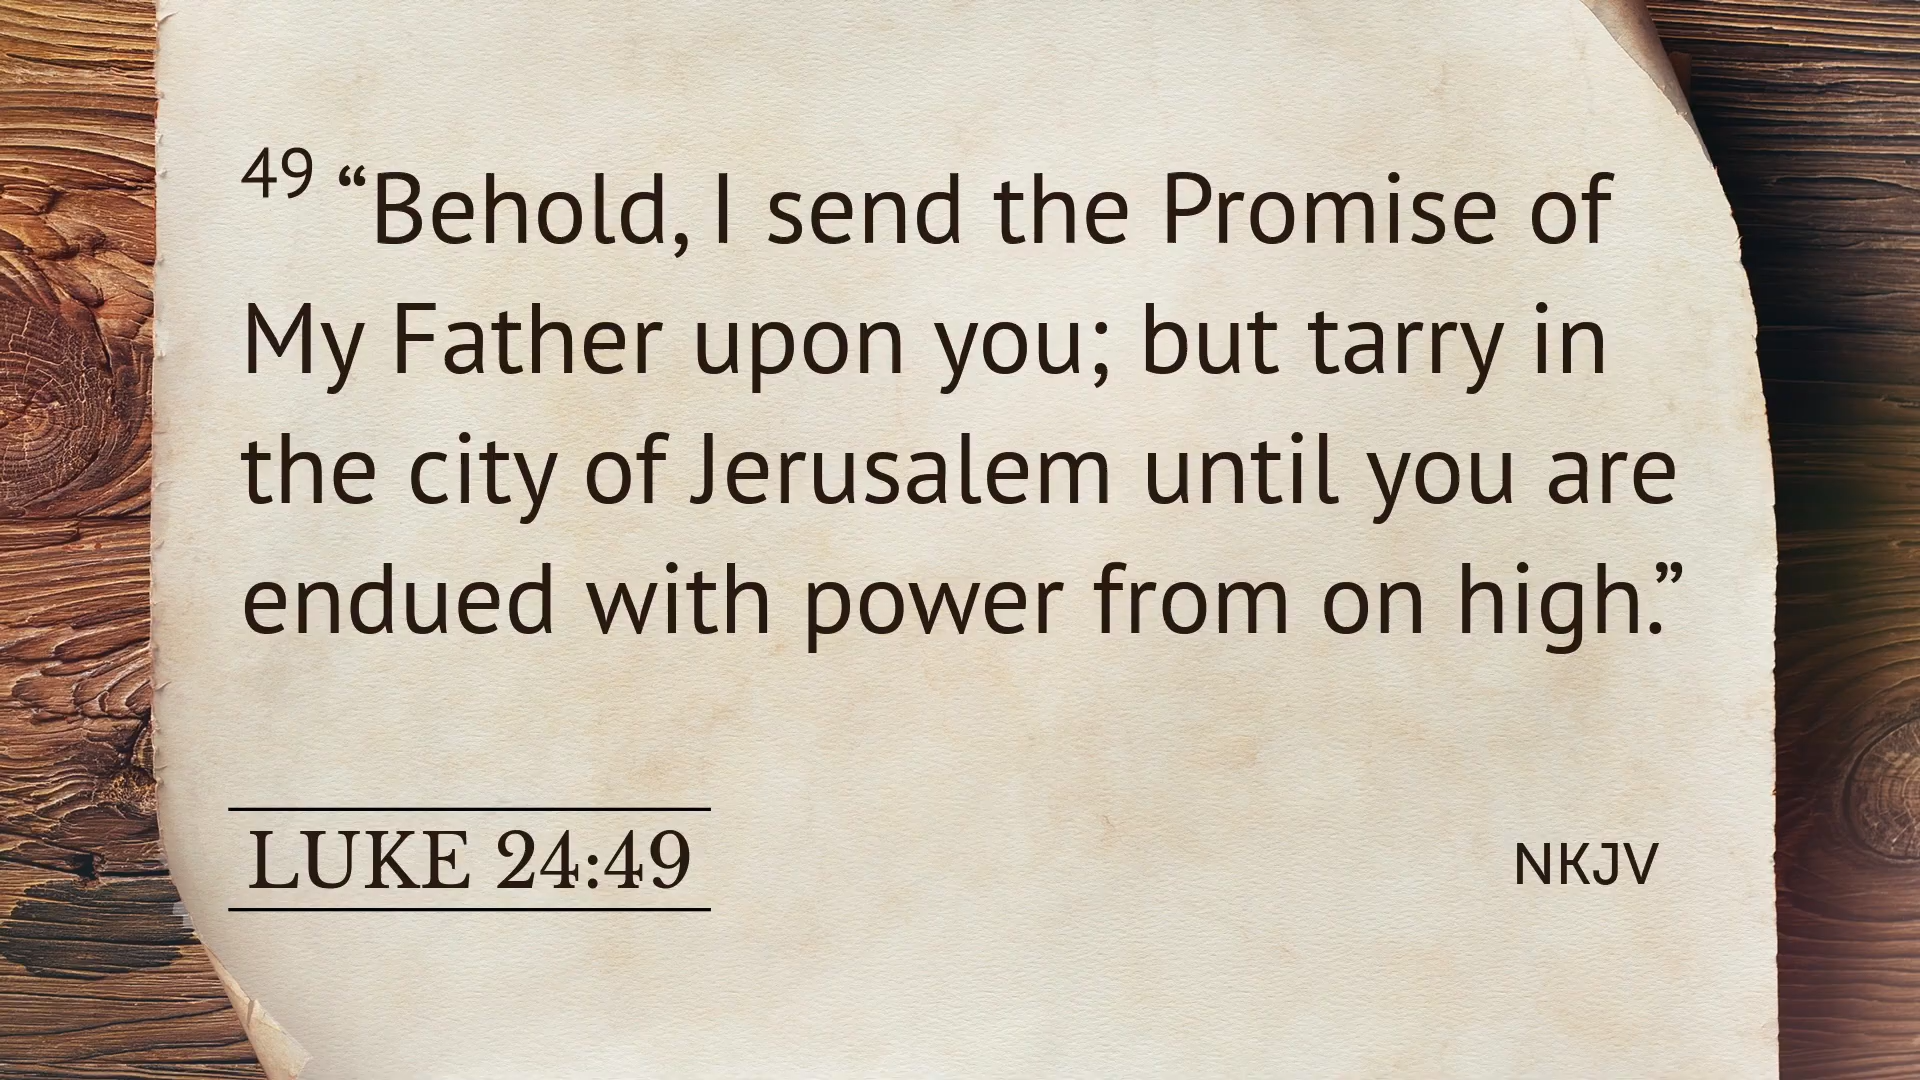 49 “Behold, I send the Promise of
My Father upon you; but tarry in
the city of Jerusalem until you are
endued with power from on high.”
LUKE 24:49
NKJV